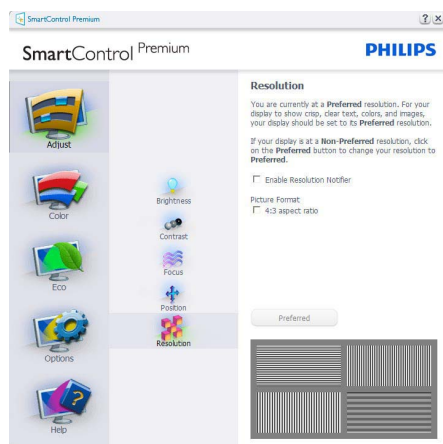 SmartControl Premium
SmartControl Premium
PHILIPS
Adjust
Color
Eco
Options
Help
Brightness
Contrast
Focus
Position
Resolution
Resolution
You are currently at a Preferred resolution. For your
display to show crisp, clear text, colors, and images,
your display should be set to its Preferred resolution.
If your display is at a Non-Preferred resolution, click
on the Preferred button to change your resolution to
Preferred.
Enable Resolution Notifier
Picture Format
4:3 aspect ratio
Preferred